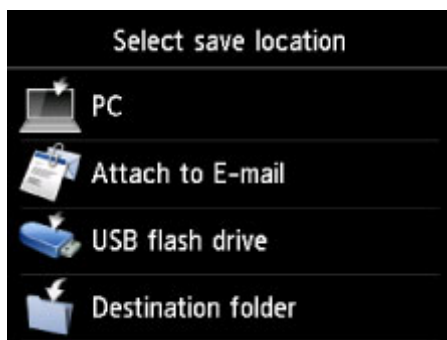 Select save location
PC
Attach to E-mail
USB flash drive
Destination folder